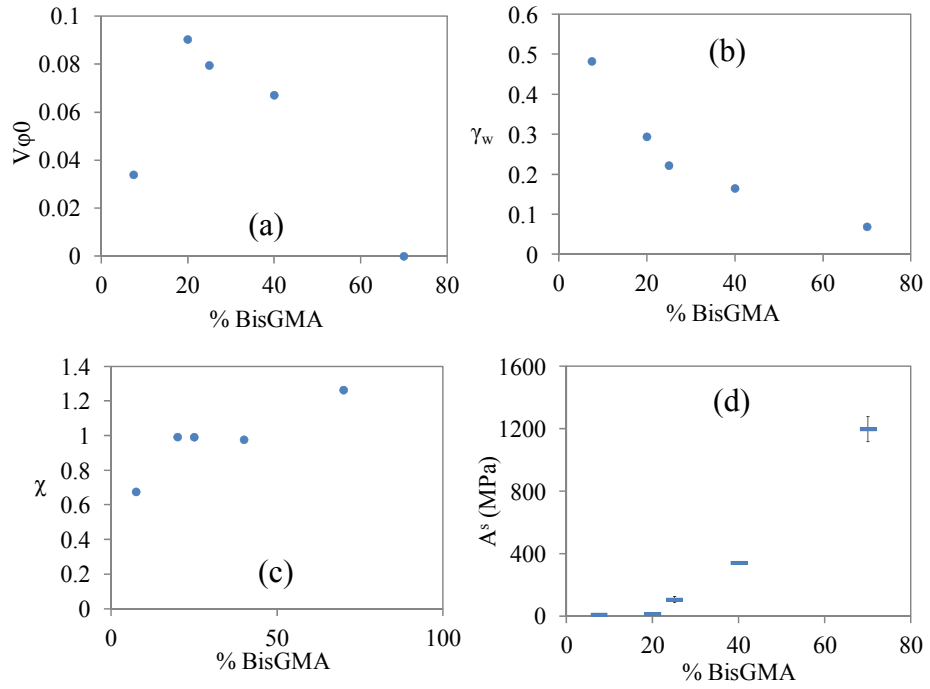 0.1
0.08
0.06
0.04
0.02
0
Vφ0
(a)
0 20 40 60 80
% BisGMA
0.6
0.5
0.4
0.3
0.2
0.1
0
γw
(b)
0 20 40 60 80
% BisGMA
1.4
1.2
1
0.8
0.6
0.4
0.2
0
χ
(c)
0 50 100
% BisGMA
1600
1200
800
400
0
As (MPa)
(d)
0 20 40 60 80
% BisGMA